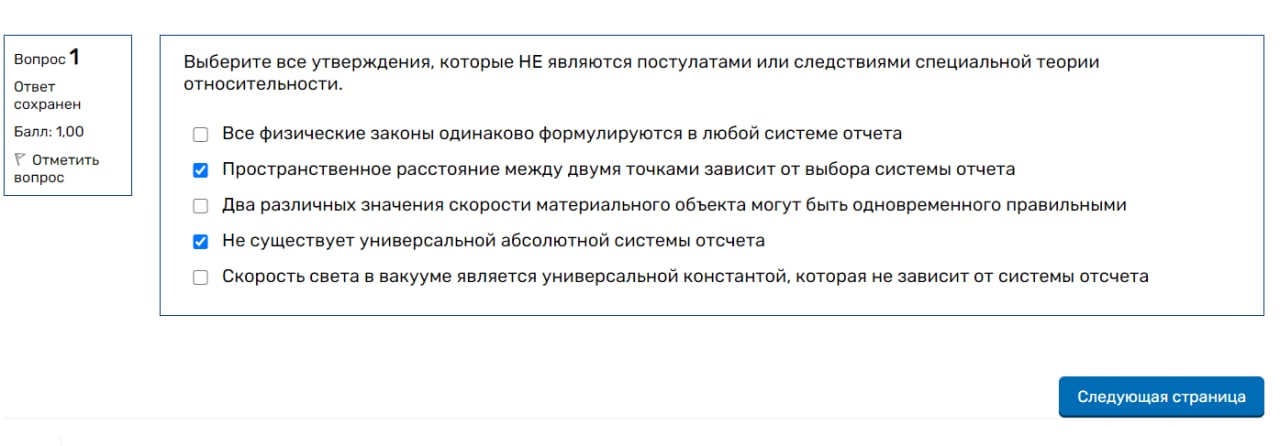 Вопрос 1
Ответ
сохранен
Балл: 1,00
Отметить
вопрос
Выберите все утверждения, которые НЕ являются постулатами или следствиями специальной теории
относительности.
Все физические законы одинаково формулируются в любой системе отчета
Пространственное расстояние между двумя точками зависит от выбора системы отчета
Два различных значения скорости материального объекта могут быть одновременного правильными
Не существует универсальной абсолютной системы отсчета
Скорость света в вакууме является универсальной константой, которая не зависит от системы отсчета
Следующая страница